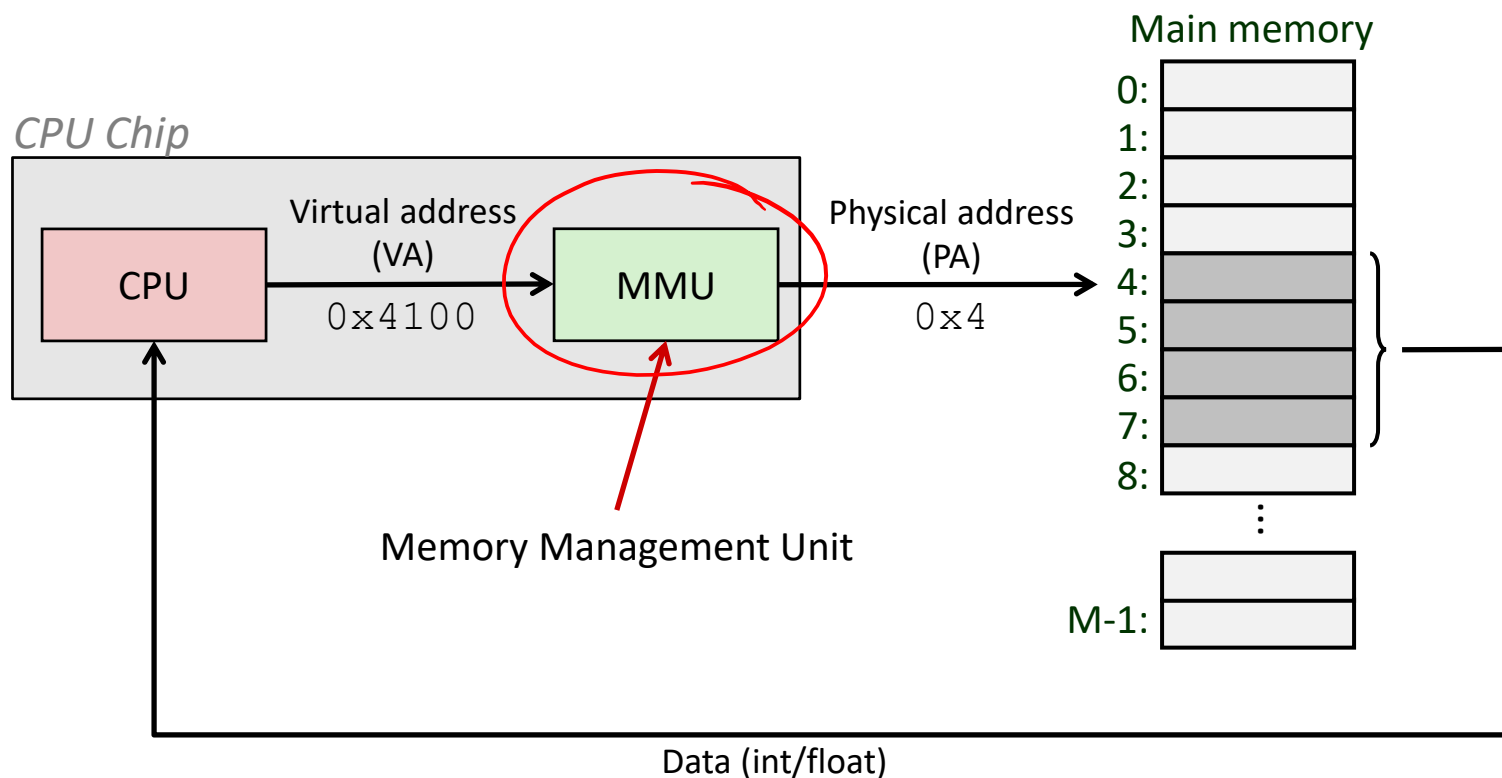 Main memory
CPU Chip
0:
1:
2:
3:
4:
5:
6:
7:
8:
⋮
M-1:
Virtual address
(VA)
0x4100
CPU
MMU
Physical address
(PA)
0x4
Memory Management Unit
Data (int/float)